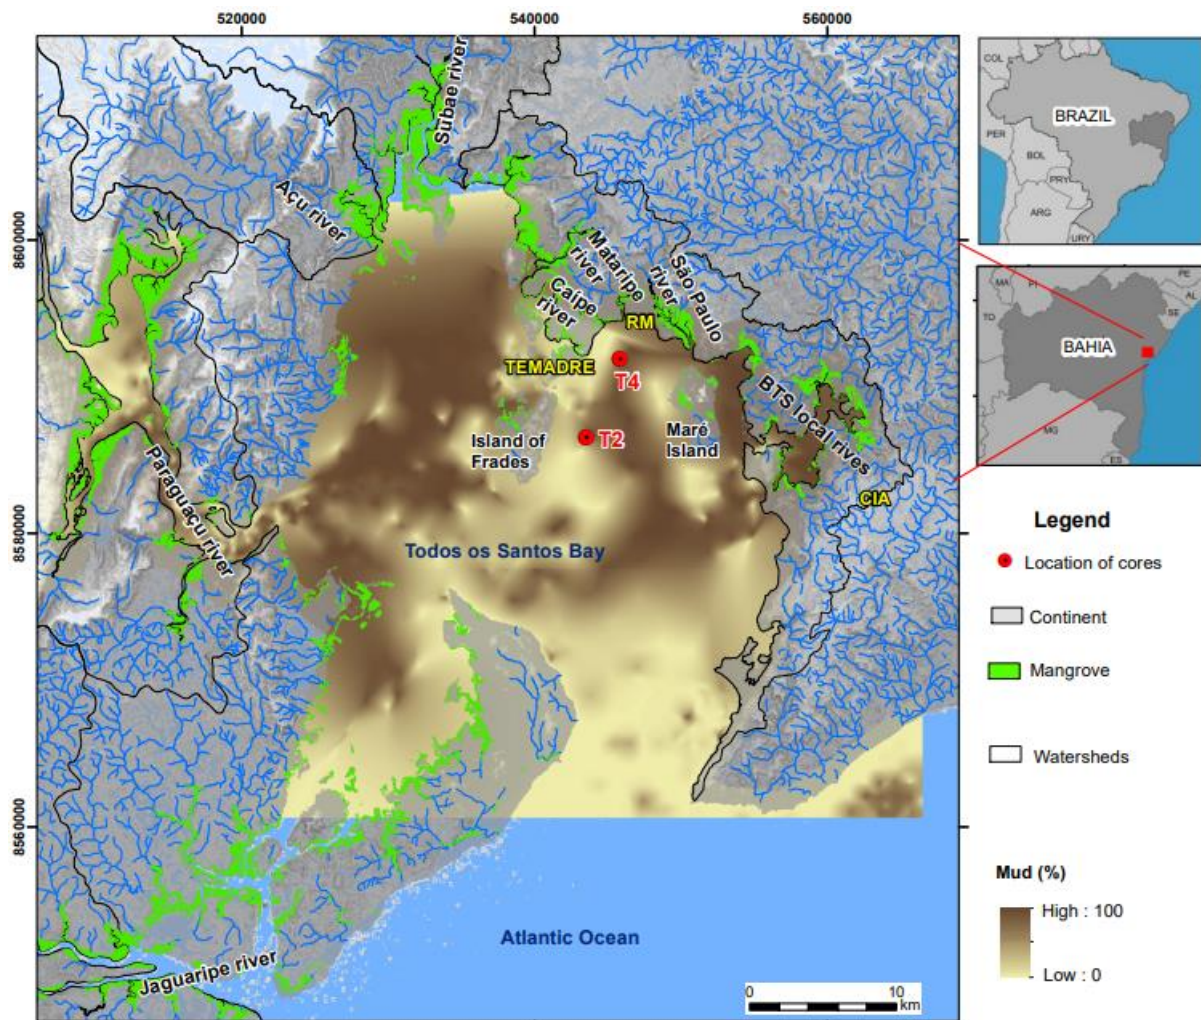 520000
540000
560000
8600000
8580000
8560000
Subae river
Açu river
Mataripe
river
São Paulo
river
Caipe
river
RM
TEMADRE
T4
T2
Island of
Frades
Maré
Island
BTS local rives
CIA
Paraguaçu river
Todos os Santos Bay
Atlantic Ocean
Jaguaripe river
0
10
km
COL
PER
BRAZIL
BOL
PRY
ARG
URY
MA
PI
PE
AL
SE
TO
BAHIA
MG
ES
Legend
Location of cores
Continent
Mangrove
Watersheds
Mud (%)
High : 100
Low : 0